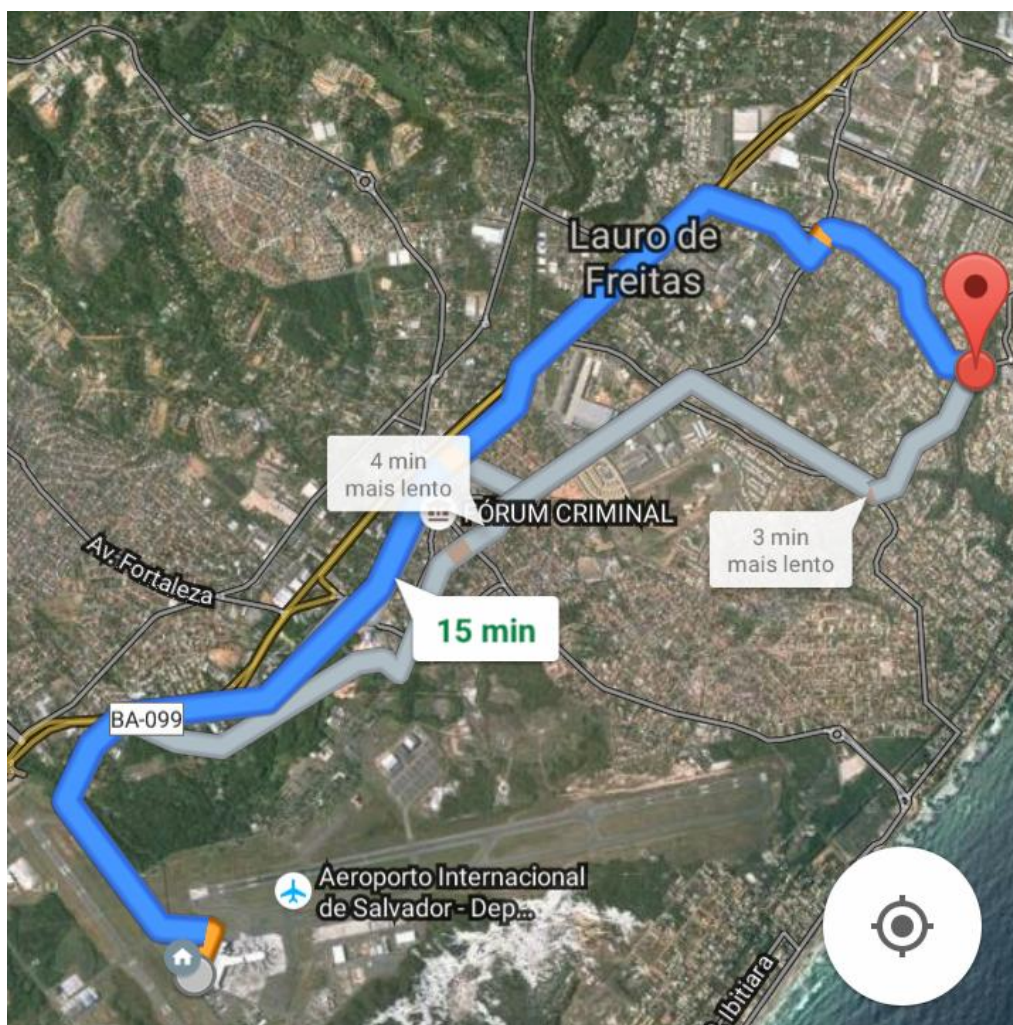 Lauro de
Freitas
4 min
mais lento
FÓRUM CRIMINAL
3 min
mais lento
Av. Fortaleza
15 min
BA-099
Aeroporto Internacional
de Salvador - Dep...